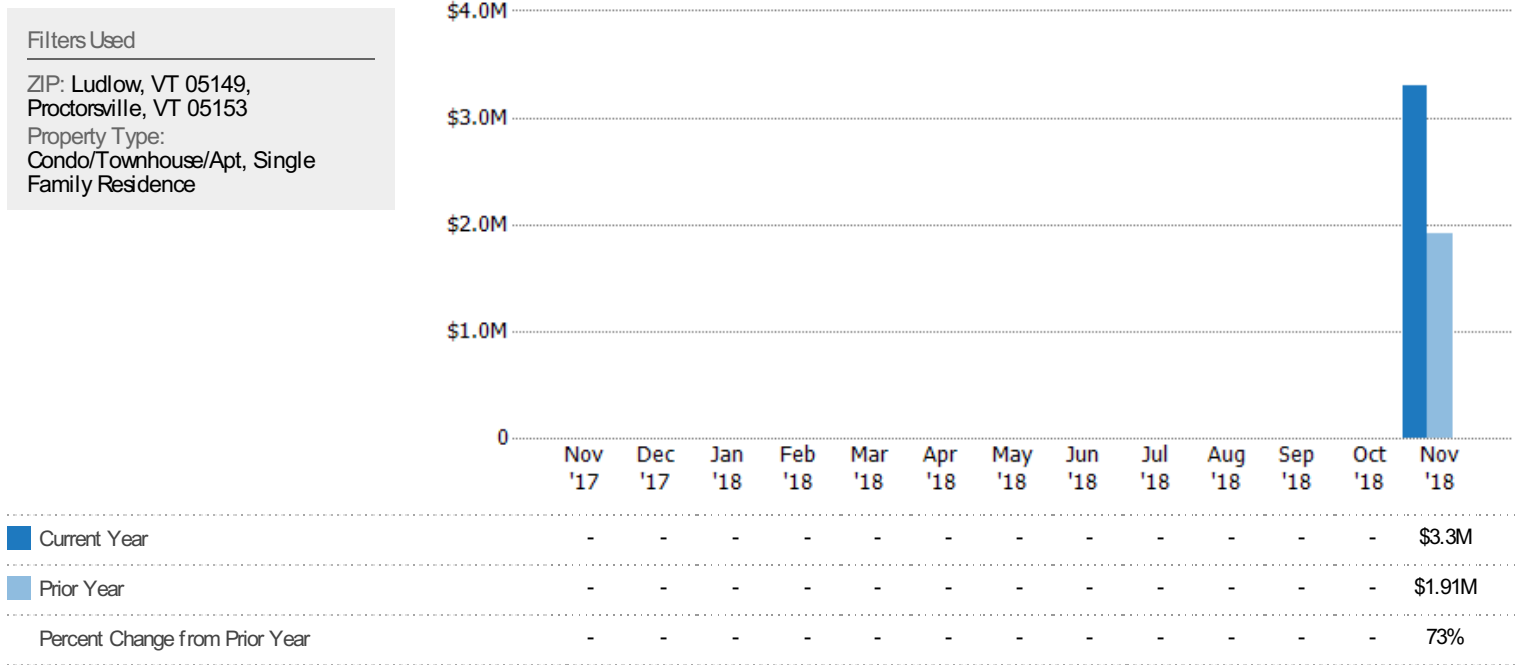 Filters Used
ZIP: Ludlow, VT 05149,
Proctorsville, VT 05153
Property Type:
Condo/Townhouse/Apt, Single
Family Residence
$4.0M
$3.0M
$2.0M
$1.0M
0
Nov Dec Jan Feb Mar Apr May Jun Jul Aug Sep Oct Nov
'17 '17 '18 '18 '18 '18 '18 '18 '18 '18 '18 '18 '18
Current Year - - - - - - - - - - - - $3.3M
Prior Year - - - - - - - - - - - - $1.91M
Percent Change from Prior Year - - - - - - - - - - - - 73%